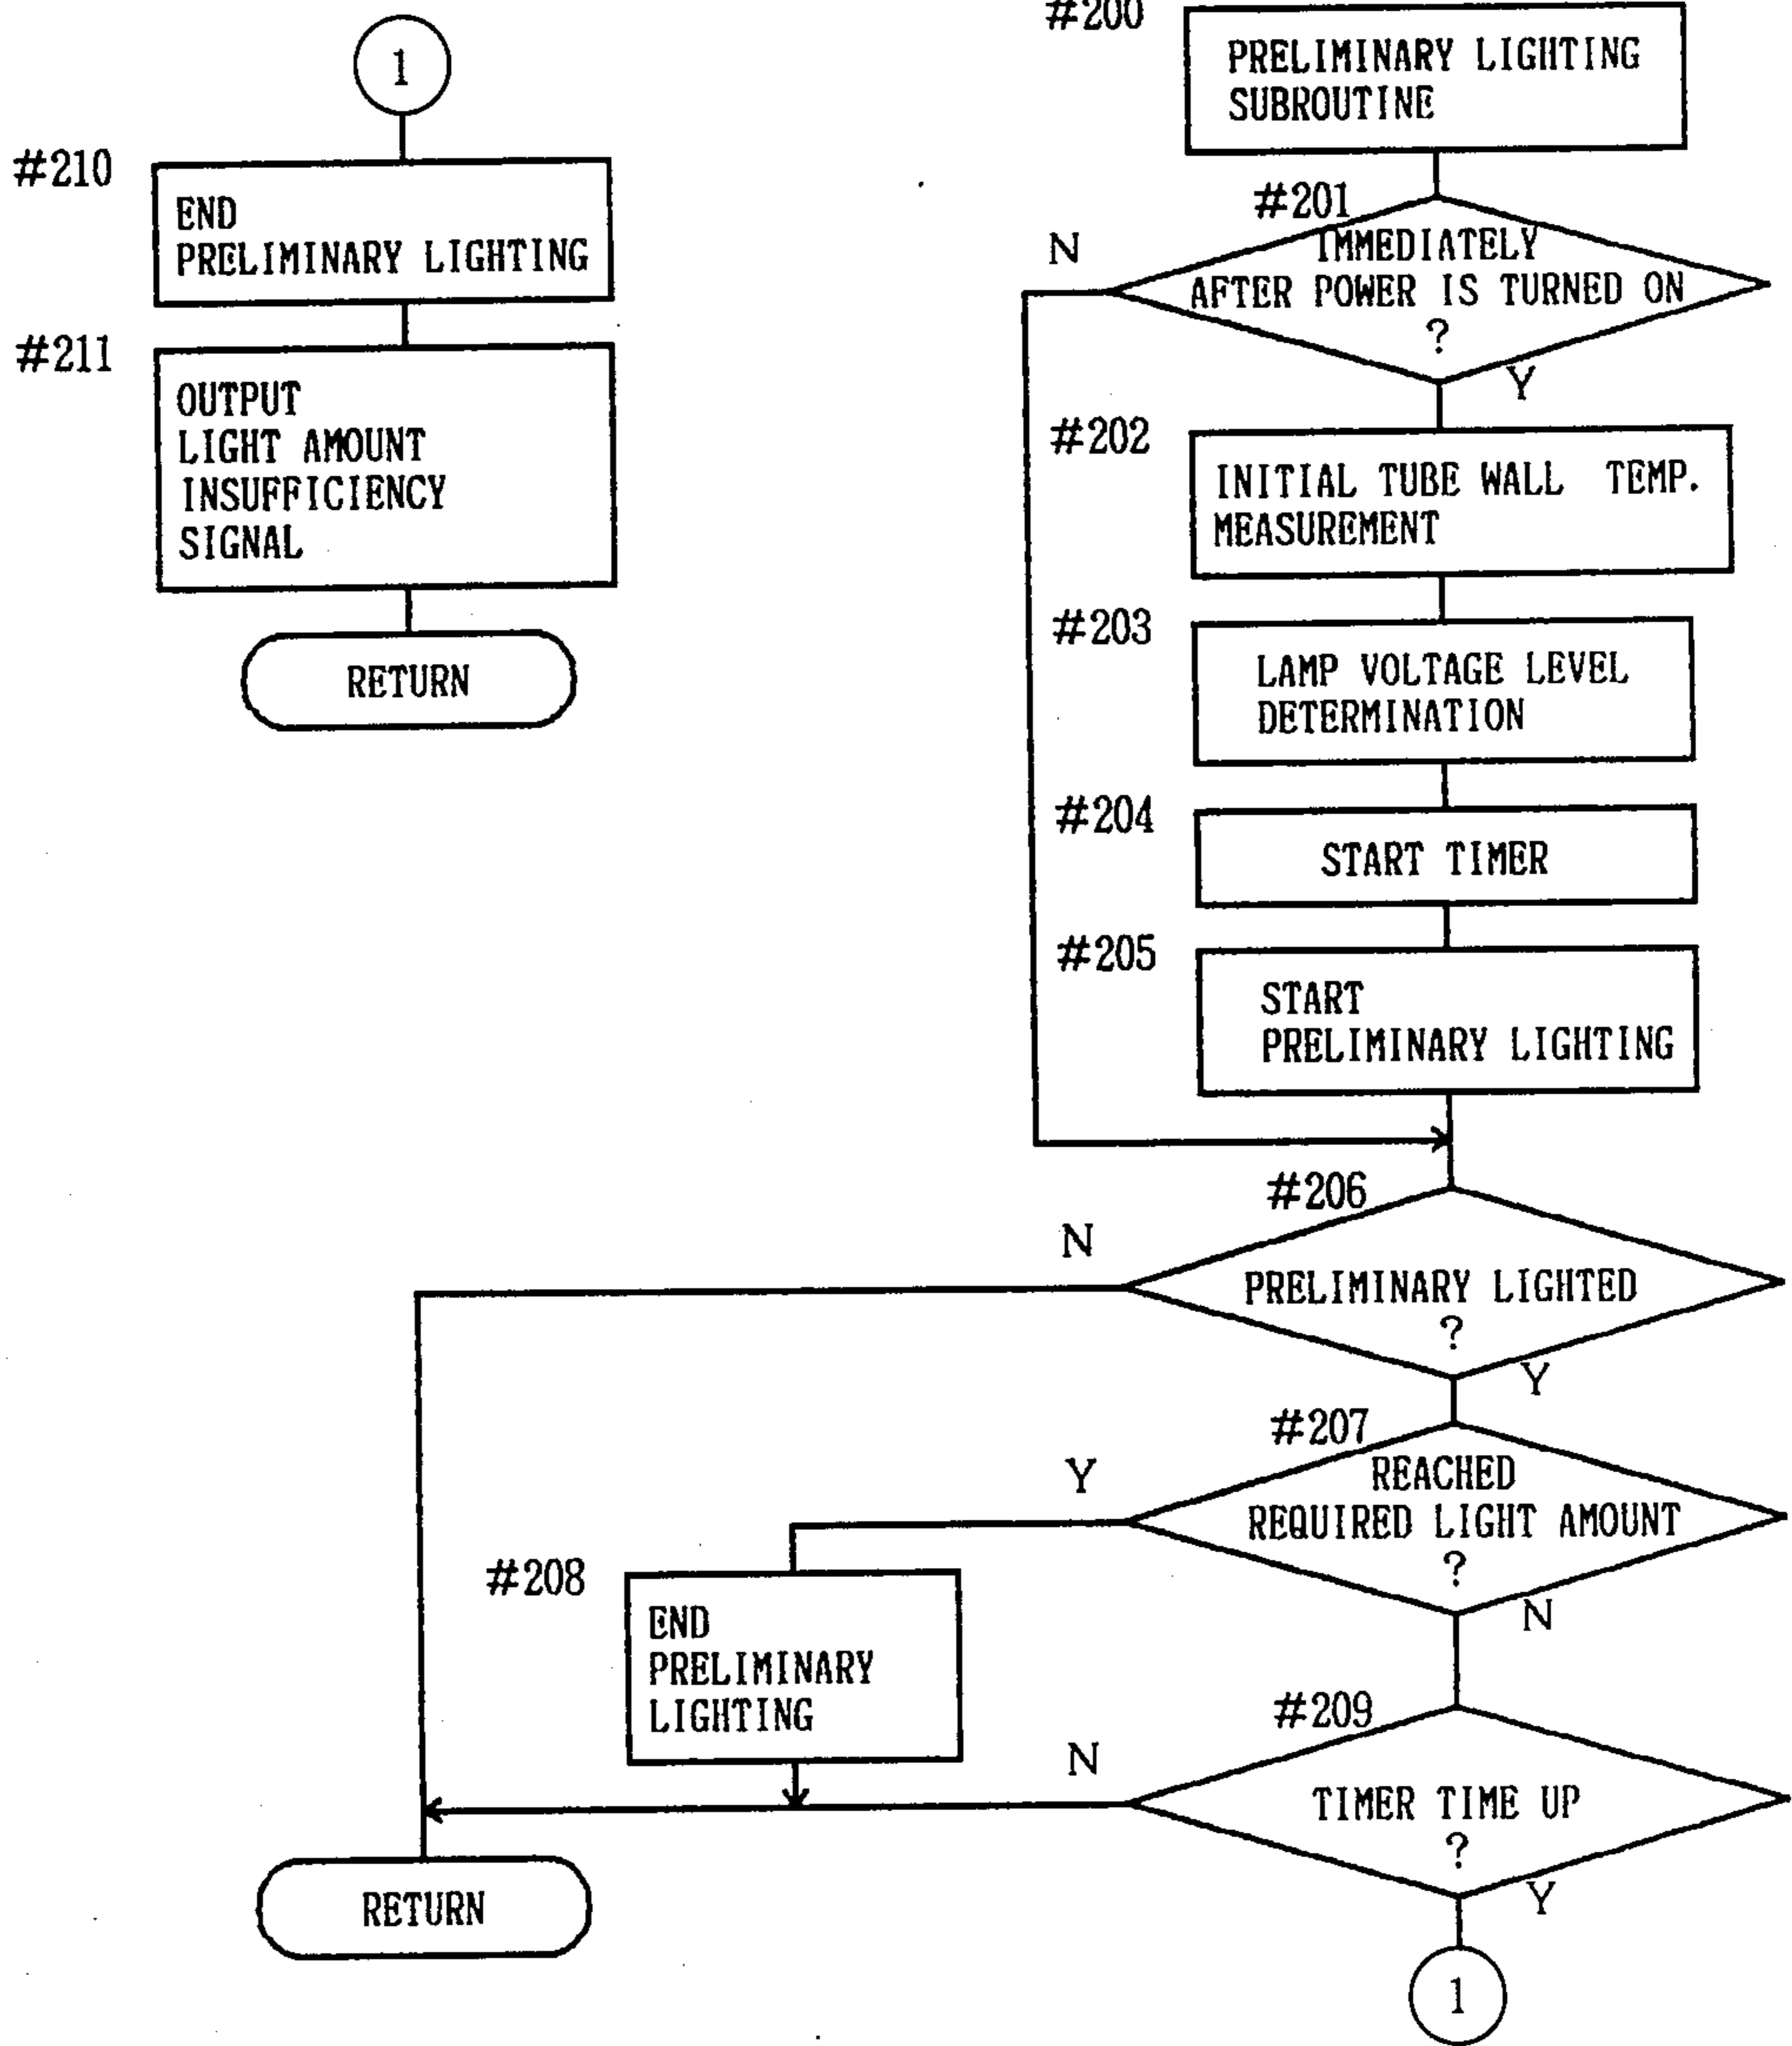 1
#210
END
PRELIMINARY LIGHTING
#211
OUTPUT
LIGHT AMOUNT
INSUFFICIENCY
SIGNAL
RETURN
#200
PRELIMINARY LIGHTING
SUBROUTINE
#201
IMMEDIATELY
AFTER POWER IS TURNED ON
?
N
Y
#202
INITIAL TUBE WALL TEMP.
MEASUREMENT
#203
LAMP VOLTAGE LEVEL
DETERMINATION
#204
START TIMER
#205
START
PRELIMINARY LIGHTING
#206
N
PRELIMINARY LIGHTED
?
Y
#207
Y
REACHED
REQUIRED LIGHT AMOUNT
?
N
#208
END
PRELIMINARY
LIGHTING
#209
N
TIMER TIME UP
?
Y
RETURN
1